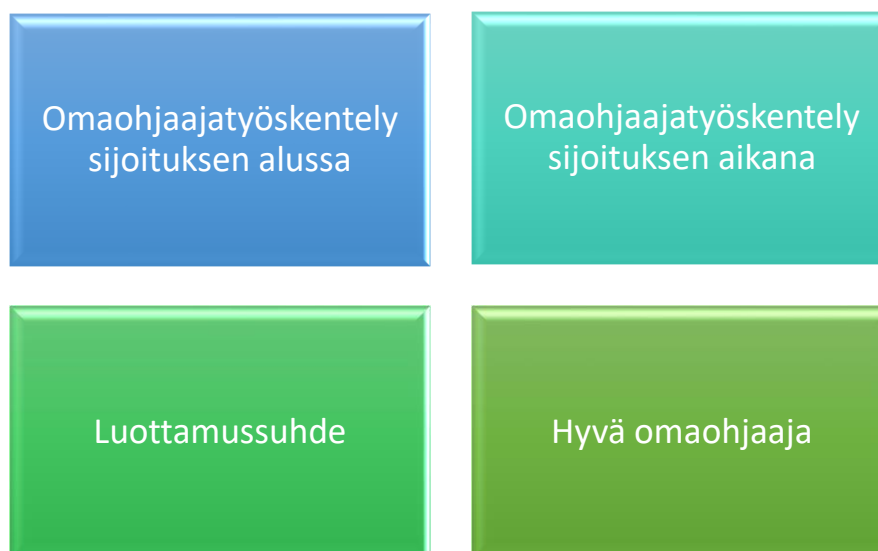 Omaohjaajatyöskentely
sijoituksen alussa
Omaohjaajatyöskentely
sijoituksen aikana
Luottamussuhde
Hyvä omaohjaaja